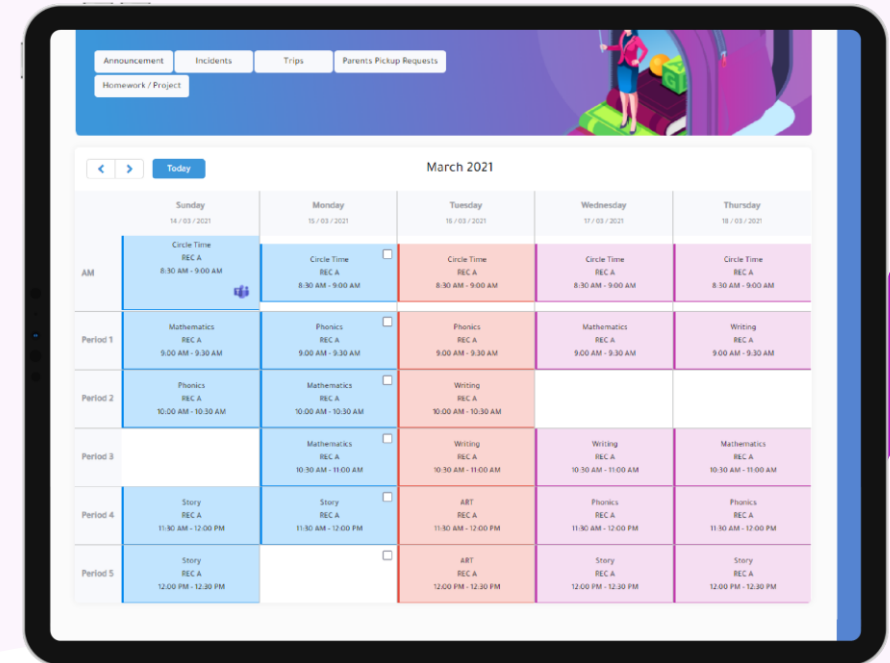 Announcement
Incidents
Trips
Parents Pickup Requests
Homework / Project
Today
March 2021
Sunday
14 / 03 / 2021
Monday
15 / 03 / 2021
Tuesday
16 / 03 / 2021
Wednesday
17 / 03 / 2021
Thursday
18 / 03 / 2021
AM
Circle Time
REC A
8:30 AM - 9:00 AM
Circle Time
REC A
8:30 AM - 9:00 AM
Circle Time
REC A
8:30 AM - 9:00 AM
Circle Time
REC A
8:30 AM - 9:00 AM
Circle Time
REC A
8:30 AM - 9:00 AM
Period 1
Mathematics
REC A
9:00 AM - 9:30 AM
Phonics
REC A
9:00 AM - 9:30 AM
Phonics
REC A
9:00 AM - 9:30 AM
Mathematics
REC A
9:00 AM - 9:30 AM
Writing
REC A
9:00 AM - 9:30 AM
Period 2
Phonics
REC A
10:00 AM - 10:30 AM
Mathematics
REC A
10:00 AM - 10:30 AM
Writing
REC A
10:00 AM - 10:30 AM
Period 3
Mathematics
REC A
10:30 AM - 11:00 AM
Writing
REC A
10:30 AM - 11:00 AM
Writing
REC A
10:30 AM - 11:00 AM
Mathematics
REC A
10:30 AM - 11:00 AM
Period 4
Story
REC A
11:30 AM - 12:00 PM
Story
REC A
11:30 AM - 12:00 PM
ART
REC A
11:30 AM - 12:00 PM
Phonics
REC A
11:30 AM - 12:00 PM
Phonics
REC A
11:30 AM - 12:00 PM
Period 5
Story
REC A
12:00 PM - 12:30 PM
ART
REC A
12:00 PM - 12:30 PM
Story
REC A
12:00 PM - 12:30 PM
Story
REC A
12:00 PM - 12:30 PM